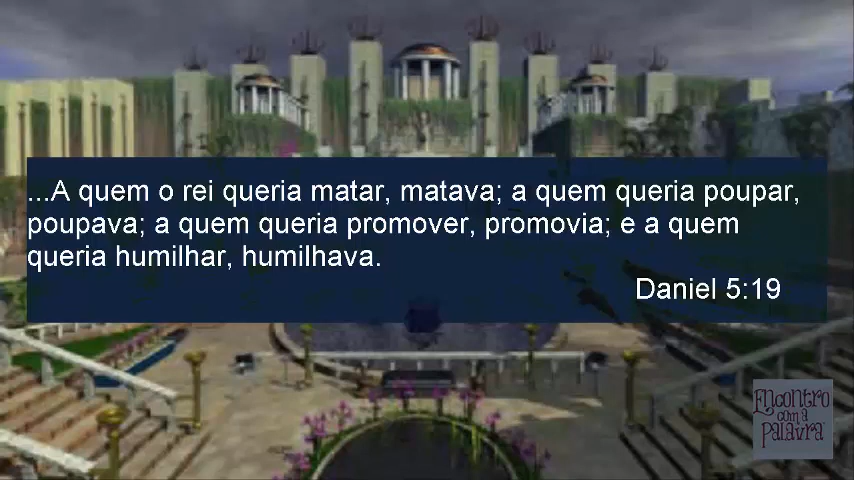 ...A quem o rei queria matar, matava; a quem queria poupar,
poupava; a quem queria promover, promovia; e a quem
queria humilhar, humilhava.
Daniel 5:19
Encontro
com a
Palavra